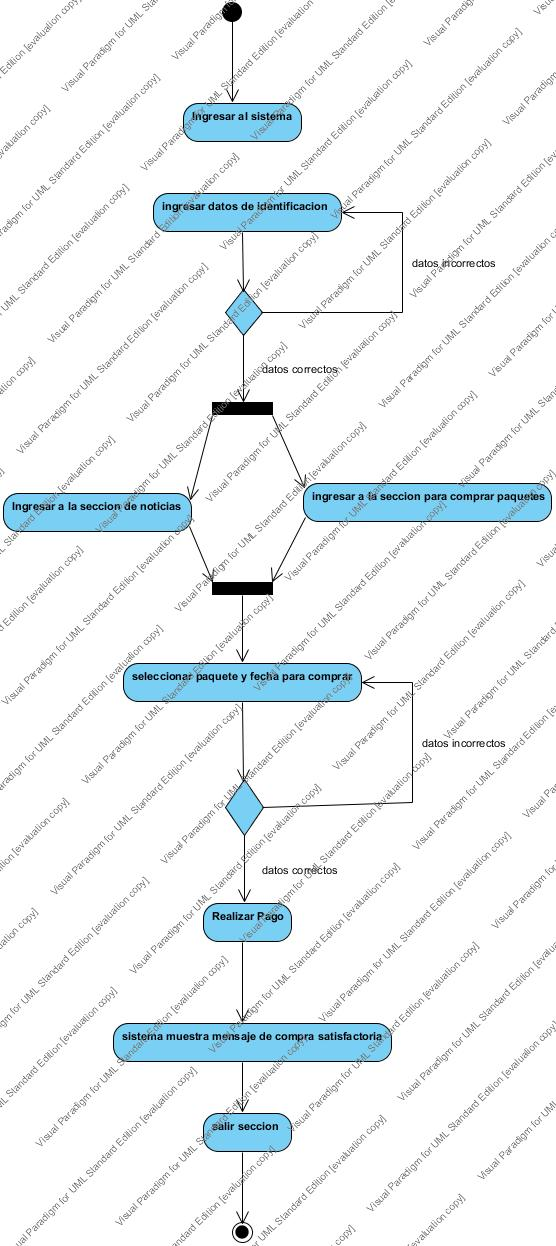 Ingresar al sistema
ingresar datos de identificacion
datos incorrectos
datos correctos
Ingresar a la seccion de noticias
ingresar a la seccion para comprar paquetes
seleccionar paquete y fecha para comprar
datos incorrectos
datos correctos
Realizar Pago
sistema muestra mensaje de compra satisfactoria
salir seccion
Visual Paradigm for UML Standard Edition [evaluation copy]